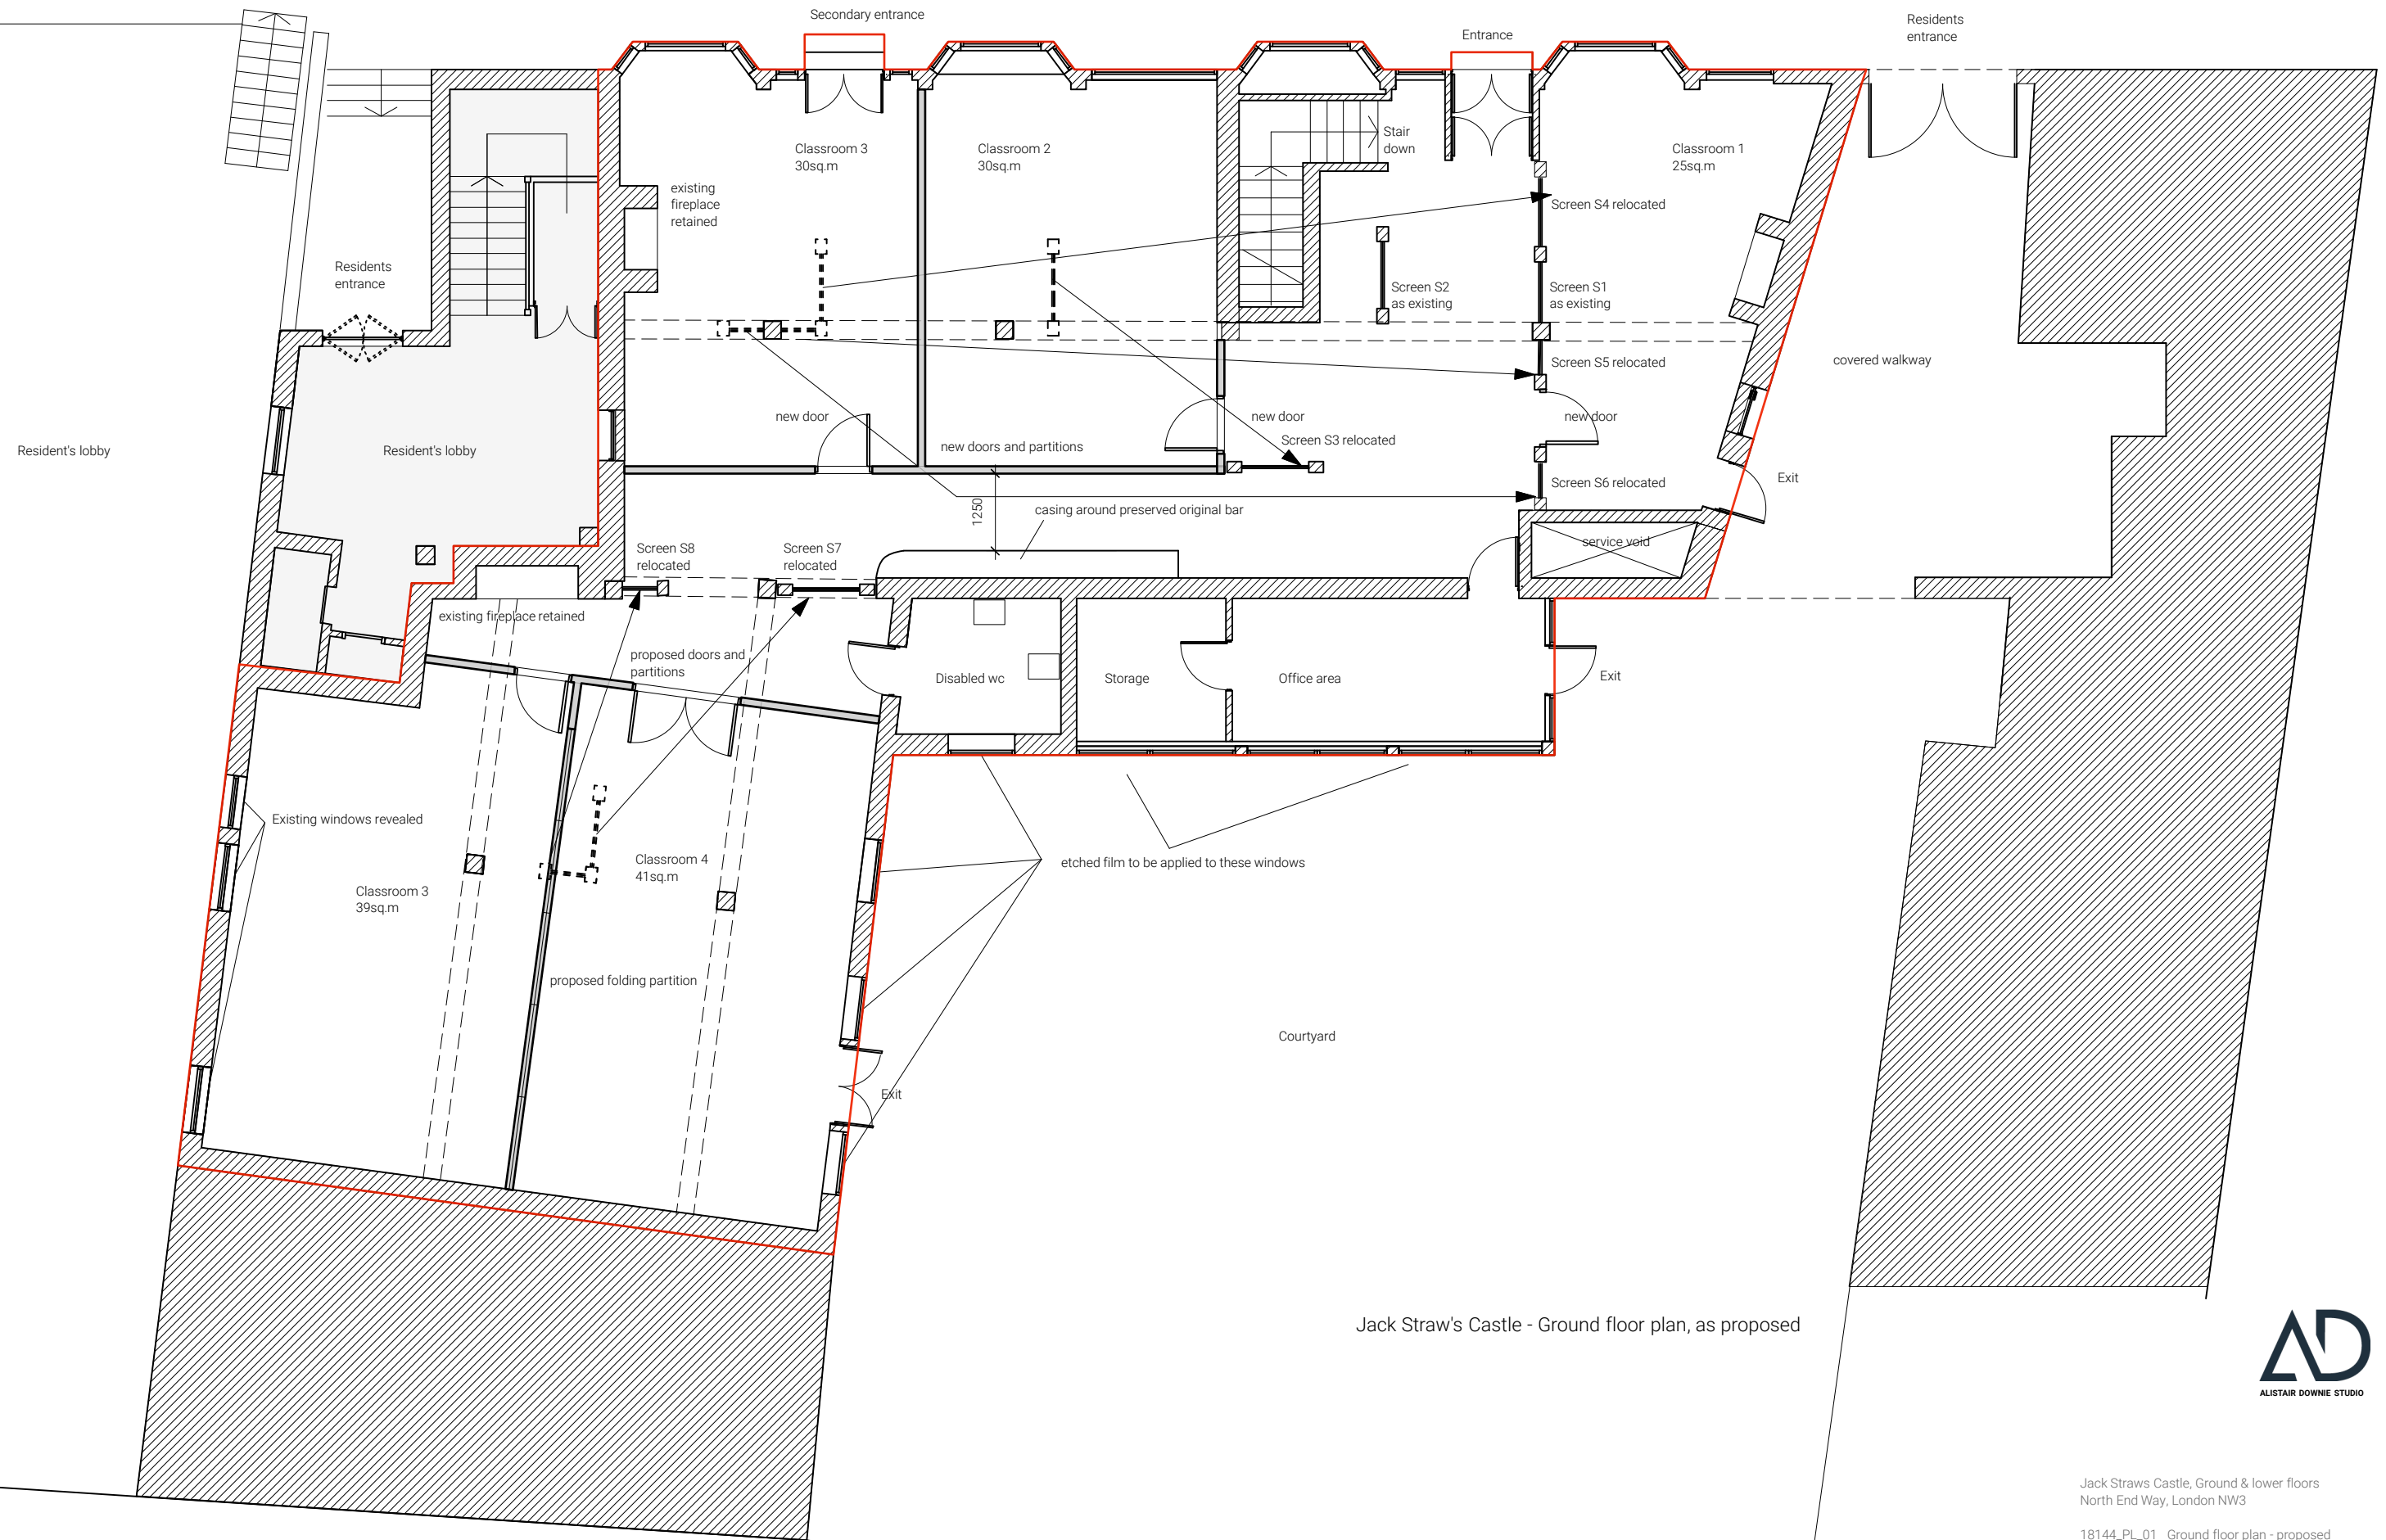 Secondary entrance
Entrance
Residents
entrance
Stair
down
Classroom 3
30sq.m
Classroom 2
30sq.m
Classroom 1
25sq.m
existing
fireplace
retained
Screen S4 relocated
Residents
entrance
Screen S2
as existing
Screen S1
as existing
Screen S5 relocated
covered walkway
new door
new door
new door
Resident's lobby
Resident's lobby
new doors and partitions
Screen S3 relocated
Exit
Screen S6 relocated
1250
casing around preserved original bar
service void
Screen S8
relocated
Screen S7
relocated
existing fireplace retained
proposed doors and
partitions
Disabled wc
Storage
Office area
Exit
Existing windows revealed
Classroom 4
41sq.m
etched film to be applied to these windows
Classroom 3
39sq.m
proposed folding partition
Courtyard
Exit
Jack Straw's Castle - Ground floor plan, as proposed
AD
ALISTAIR DOWNIE STUDIO
Jack Straws Castle, Ground & lower floors
North End Way, London NW3
18144_PL_01 Ground floor plan - proposed